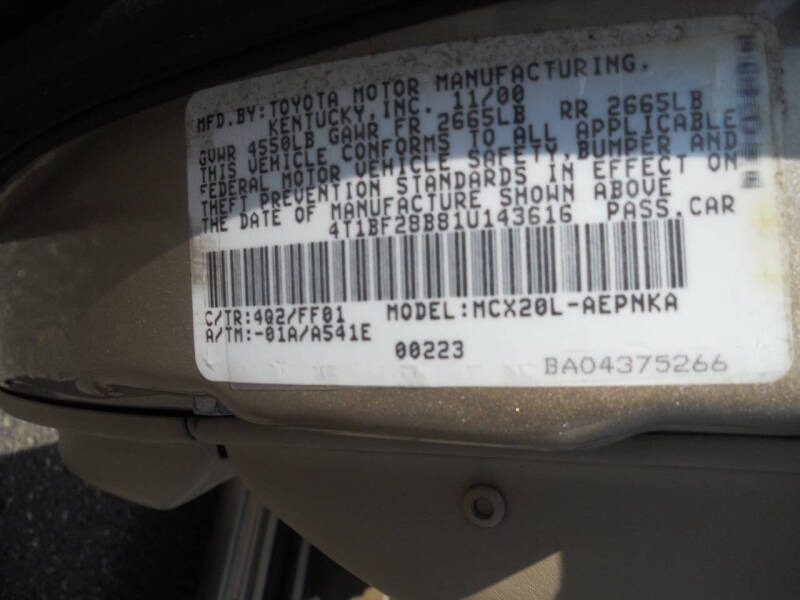 MFD.BY:TOYOTA MOTOR MANUFACTURING.
KENTUCKY,INC. 11/00
GVWR 4550LB GAWR FR 2665LB RR 2665LB
THIS VEHICLE CONFORMS TO ALL APPLICABLE
FEDERAL MOTOR VEHICLE SAFETY,BUMPER AND
THEFT PREVENTION STANDARDS IN EFFECT ON
THE DATE OF MANUFACTURE SHOWN ABOVE
4T1BF28B81U143616 PASS.CAR
C/TR:4Q2/FF01 MODEL:MCX20L-AEPNKA
A/TM:-01A/A541E
00223 BA04375266